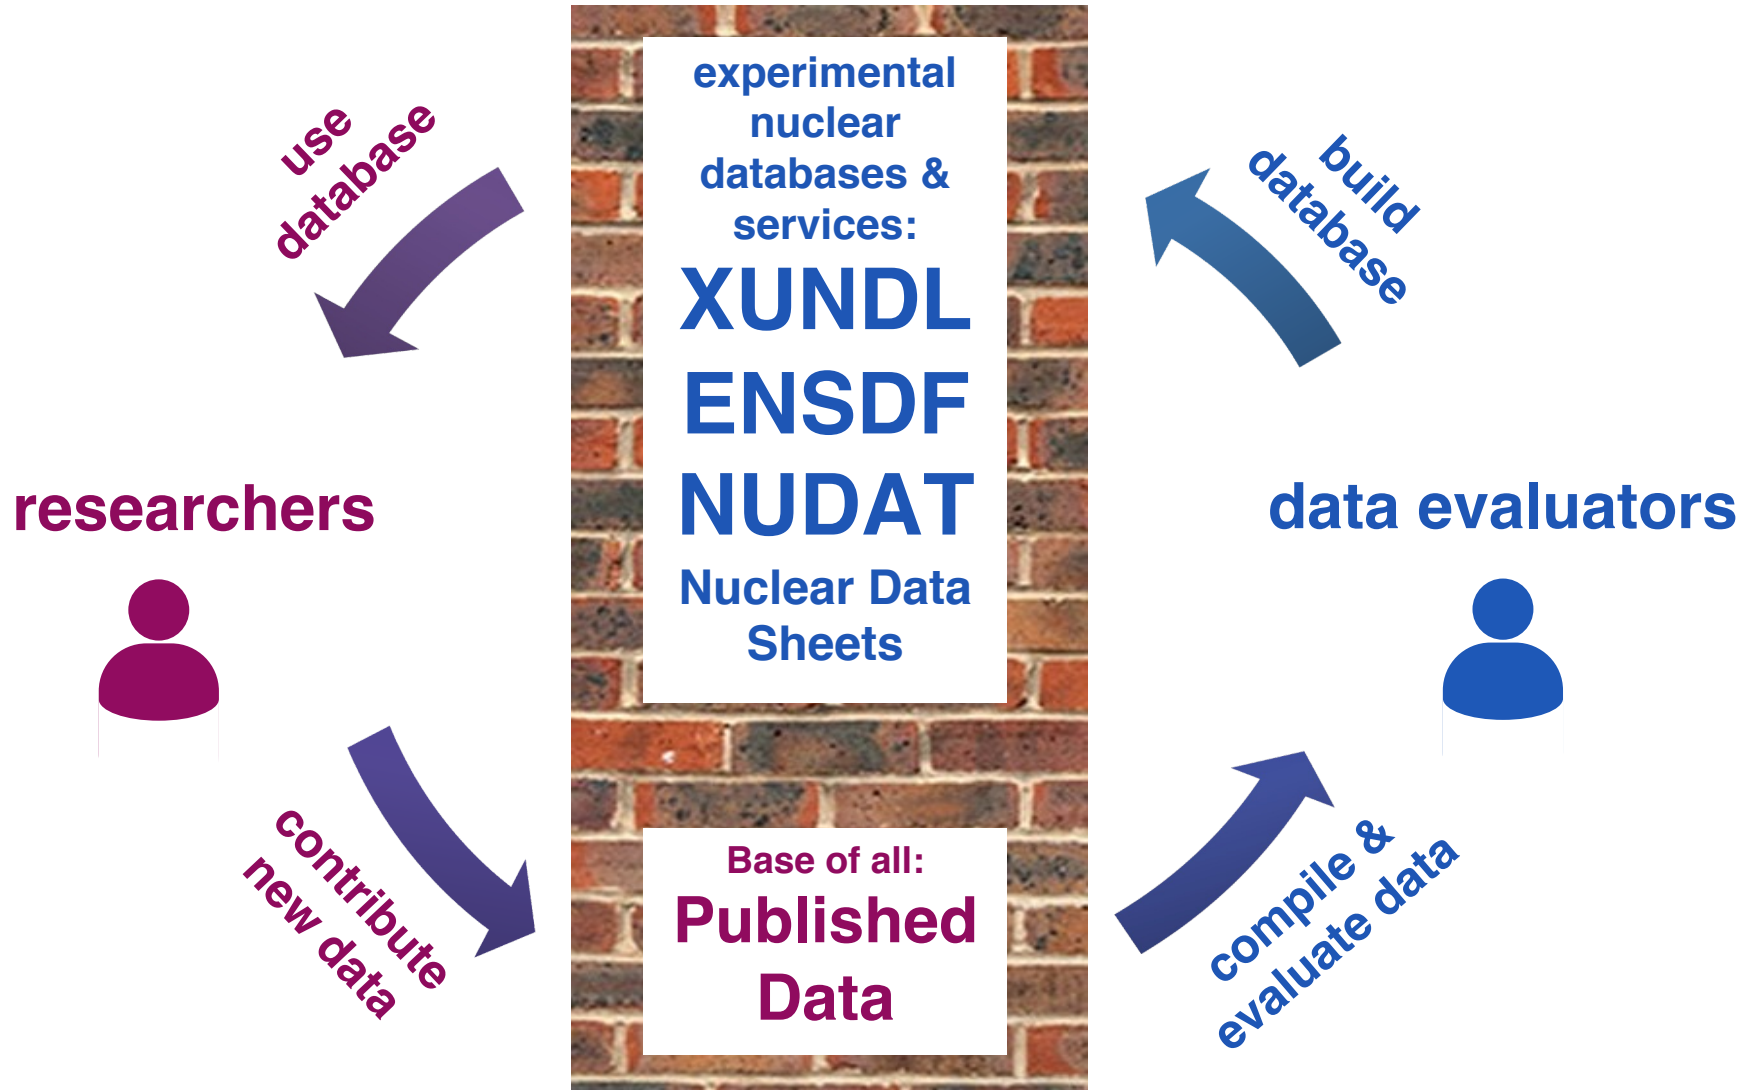 use
database
experimental
nuclear
databases &
services:
XUNDL
ENSDF
NUDAT
Nuclear Data
Sheets
build
database
researchers
data evaluators
contribute
new data
Base of all:
Published
Data
compile &
evaluate data